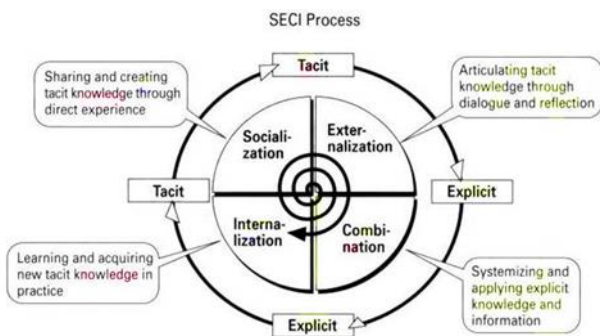 SECI Process
Tacit
Sharing and creating
tacit knowledge through
direct experience
Articulating tacit
knowledge through
dialogue and reflection
Sociali-
zation
Exter-
nalization
Tacit
Explicit
Interna-
lization
Combi-
nation
Learning and acquiring
new tacit knowledge in
practice
Systemizing and
applying explicit
knowledge and
information
Explicit